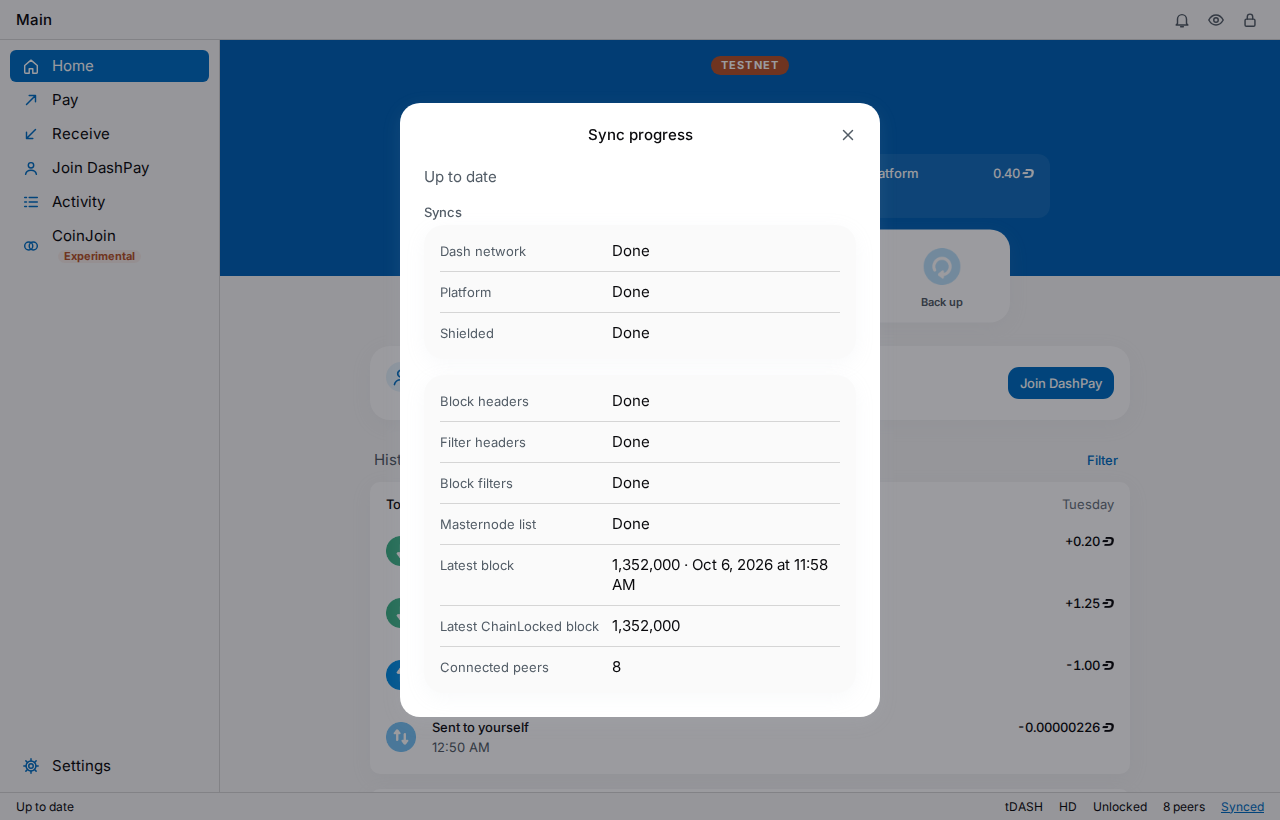 Main
Home
Pay
Receive
Join DashPay
Activity
CoinJoin
Experimental
Settings
TESTNET
0.40
Back up
Join DashPay
Filter
Tuesday
+0.20
+1.25
-1.00
Sent to yourself
12:50 AM
-0.00000226
Sync progress
Up to date
Syncs
Dash network Done
Platform Done
Shielded Done
Block headers Done
Filter headers Done
Block filters Done
Masternode list Done
Latest block 1,352,000 · Oct 6, 2026 at 11:58
AM
Latest ChainLocked block 1,352,000
Connected peers 8
Up to date
tDASH HD Unlocked 8 peers Synced